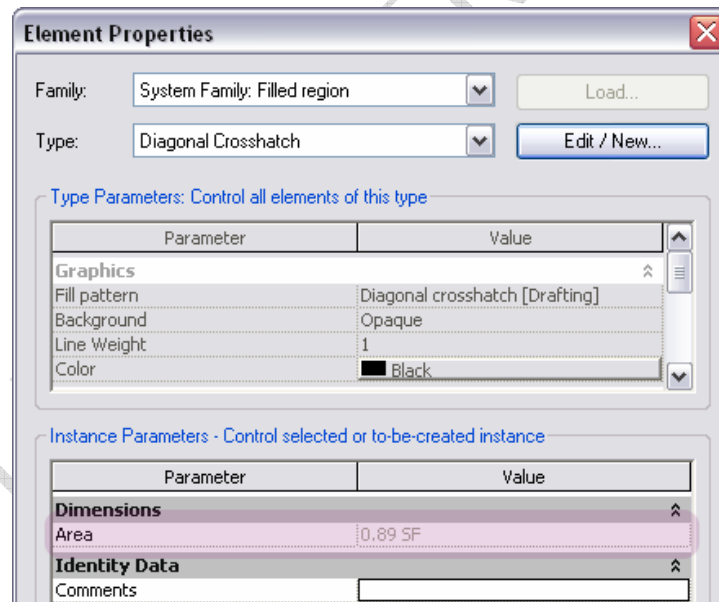 Element Properties
Family: System Family: Filled region Load...
Type: Diagonal Crosshatch Edit / New...
Type Parameters: Control all elements of this type
Parameter Value
Graphics
Fill pattern Diagonal crosshatch [Drafting]
Background Opaque
Line Weight 1
Color Black
Instance Parameters - Control selected or to-be-created instance
Parameter Value
Dimensions
Area 0.89 SF
Identity Data
Comments